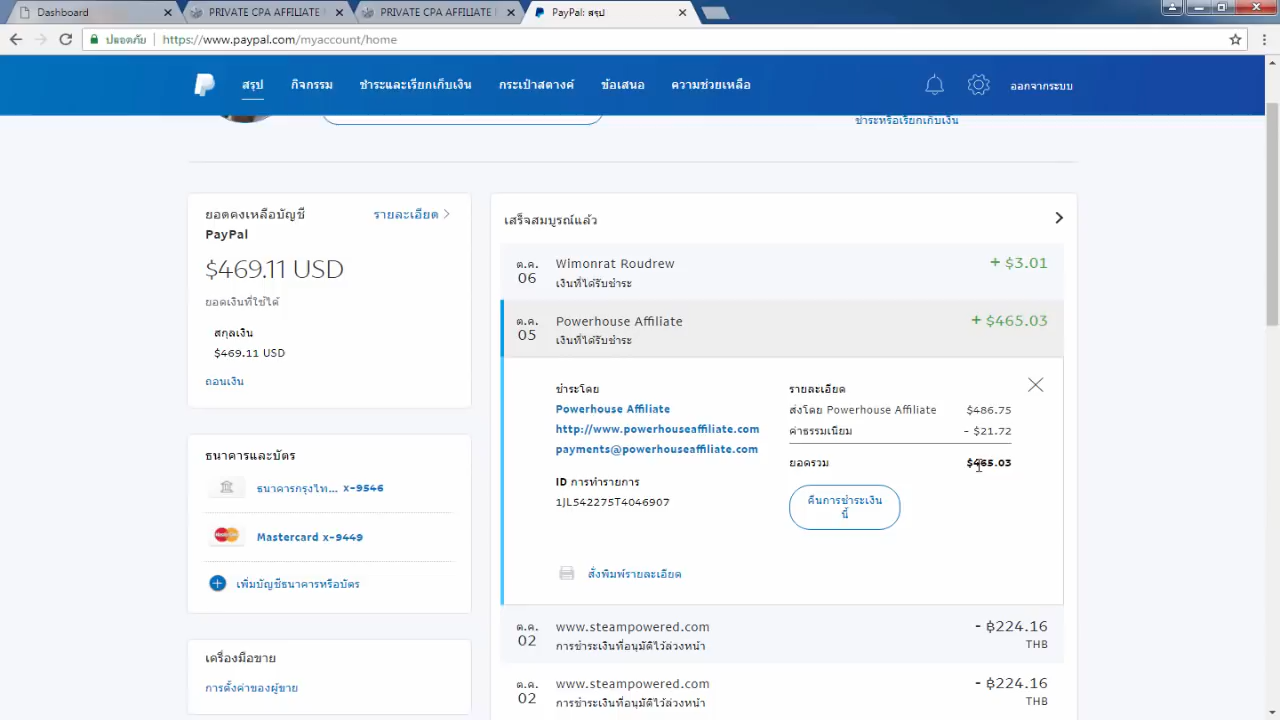 Dashboard
PRIVATE CPA AFFILIATE
PRIVATE CPA AFFILIATE
PayPal: สรุป
ปลอดภัย
https://www.paypal.com/myaccount/home
สรุป
กิจกรรม
ชำระและเรียกเก็บเงิน
กระเป๋าสตางค์
ข้อเสนอ
ความช่วยเหลือ
ออกจากระบบ
ชำระหรือเรียกเก็บเงิน
ยอดคงเหลือบัญชี
PayPal
รายละเอียด
$469.11 USD
ยอดเงินที่ใช้ได้
สกุลเงิน
$469.11 USD
ถอนเงิน
ธนาคารและบัตร
ธนาคารกรุงไท... x-9546
Mastercard x-9449
เพิ่มบัญชีธนาคารหรือบัตร
เครื่องมือขาย
การตั้งค่าของผู้ขาย
เสร็จสมบูรณ์แล้ว
ต.ค.
06
Wimonrat Roudrew
เงินที่ได้รับชำระ
+ $3.01
ต.ค.
05
Powerhouse Affiliate
เงินที่ได้รับชำระ
+ $465.03
ชำระโดย
Powerhouse Affiliate
http://www.powerhouseaffiliate.com
payments@powerhouseaffiliate.com
ID การทำรายการ
1JL542275T4046907
รายละเอียด
ส่งโดย Powerhouse Affiliate $486.75
ค่าธรรมเนียม - $21.72
ยอดรวม $465.03
คืนการชำระเงิน
นี้
สั่งพิมพ์รายละเอียด
ต.ค.
02
www.steampowered.com
การชำระเงินที่อนุมัติไว้ล่วงหน้า
- ฿224.16
THB
ต.ค.
02
www.steampowered.com
การชำระเงินที่อนุมัติไว้ล่วงหน้า
- ฿224.16
THB